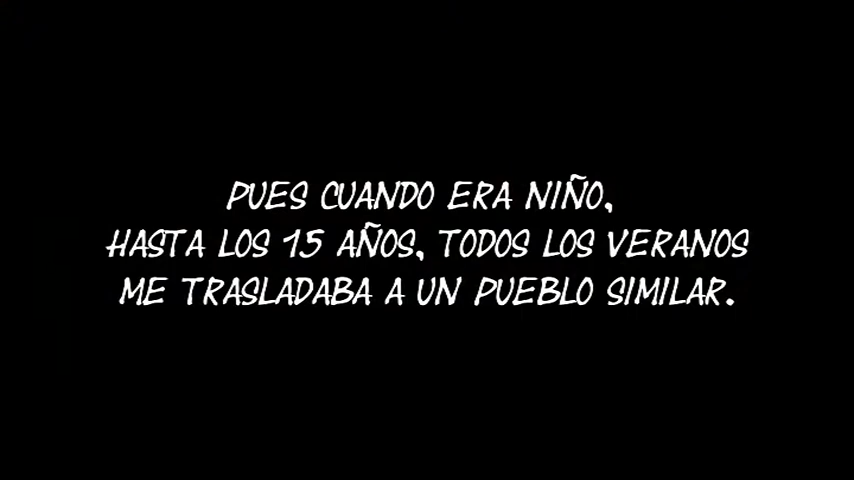 PUES CUANDO ERA NIÑO,
HASTA LOS 15 AÑOS, TODOS LOS VERANOS
ME TRASLADABA A UN PUEBLO SIMILAR.